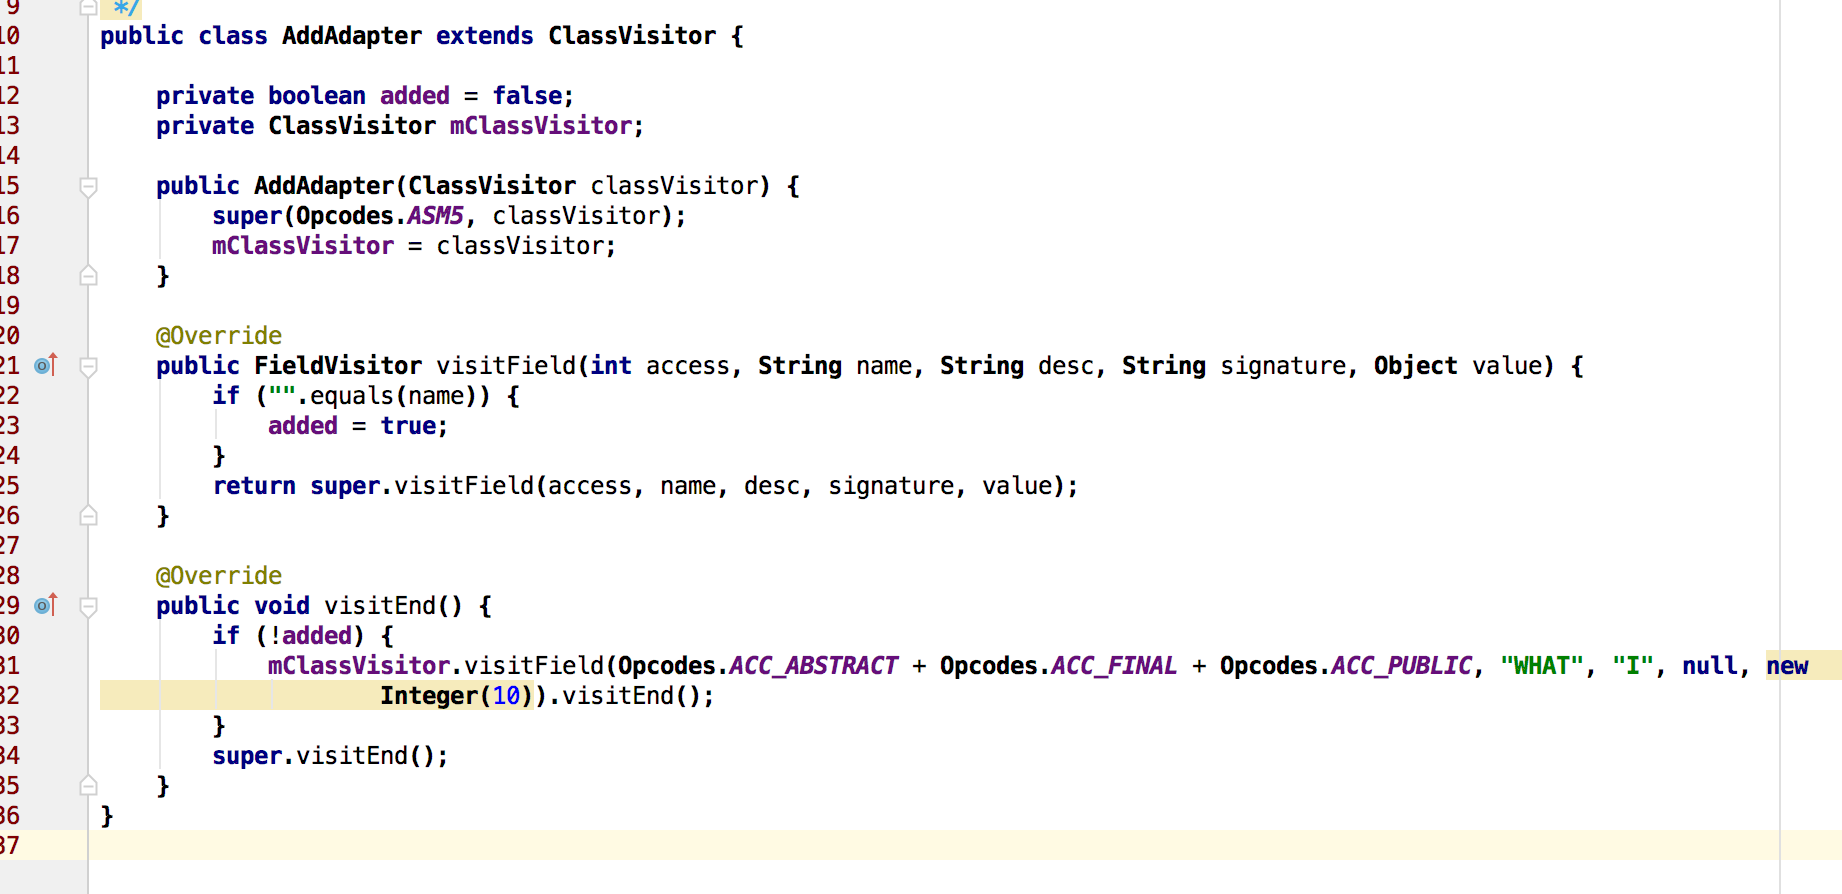 9 */
10 public class AddAdapter extends ClassVisitor {
11
12 private boolean added = false;
13 private ClassVisitor mClassVisitor;
14
15 public AddAdapter(ClassVisitor classVisitor) {
16 super(Opcodes.ASM5, classVisitor);
17 mClassVisitor = classVisitor;
18 }
19
20 @Override
21 public FieldVisitor visitField(int access, String name, String desc, String signature, Object value) {
22 if ("".equals(name)) {
23 added = true;
24 }
25 return super.visitField(access, name, desc, signature, value);
26 }
27
28 @Override
29 public void visitEnd() {
30 if (!added) {
31 mClassVisitor.visitField(Opcodes.ACC_ABSTRACT + Opcodes.ACC_FINAL + Opcodes.ACC_PUBLIC, "WHAT", "I", null, new
32 Integer(10)).visitEnd();
33 }
34 super.visitEnd();
35 }
36 }
37